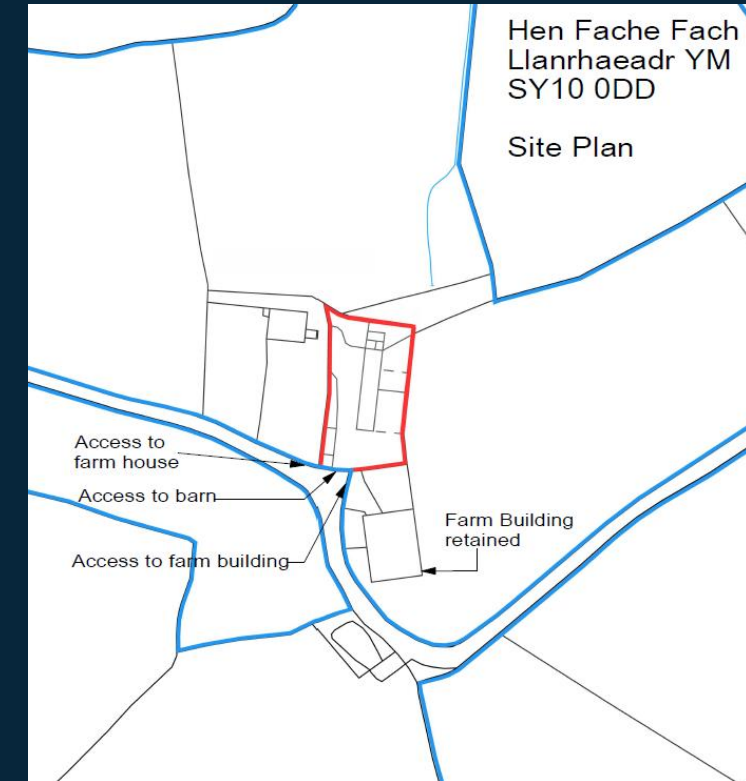 Hen Fache Fach
Llanrhaeadr YM
SY10 0DD
Site Plan
Access to
farm house
Access to barn
Access to farm building
Farm Building
retained